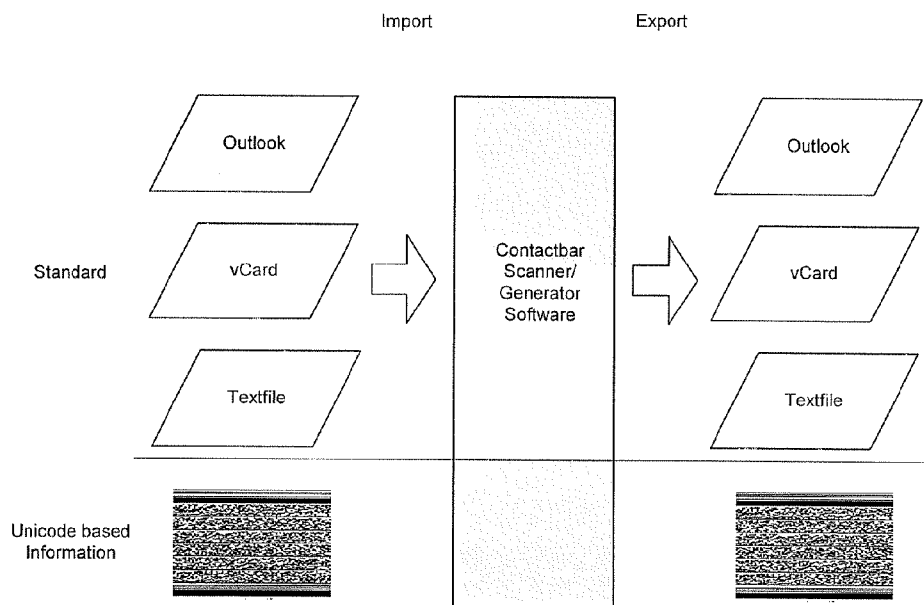 Import
Export
Outlook
Outlook
Standard
vCard
Contactbar
Scanner/
Generator
Software
vCard
Textfile
Textfile
Unicode based
Information